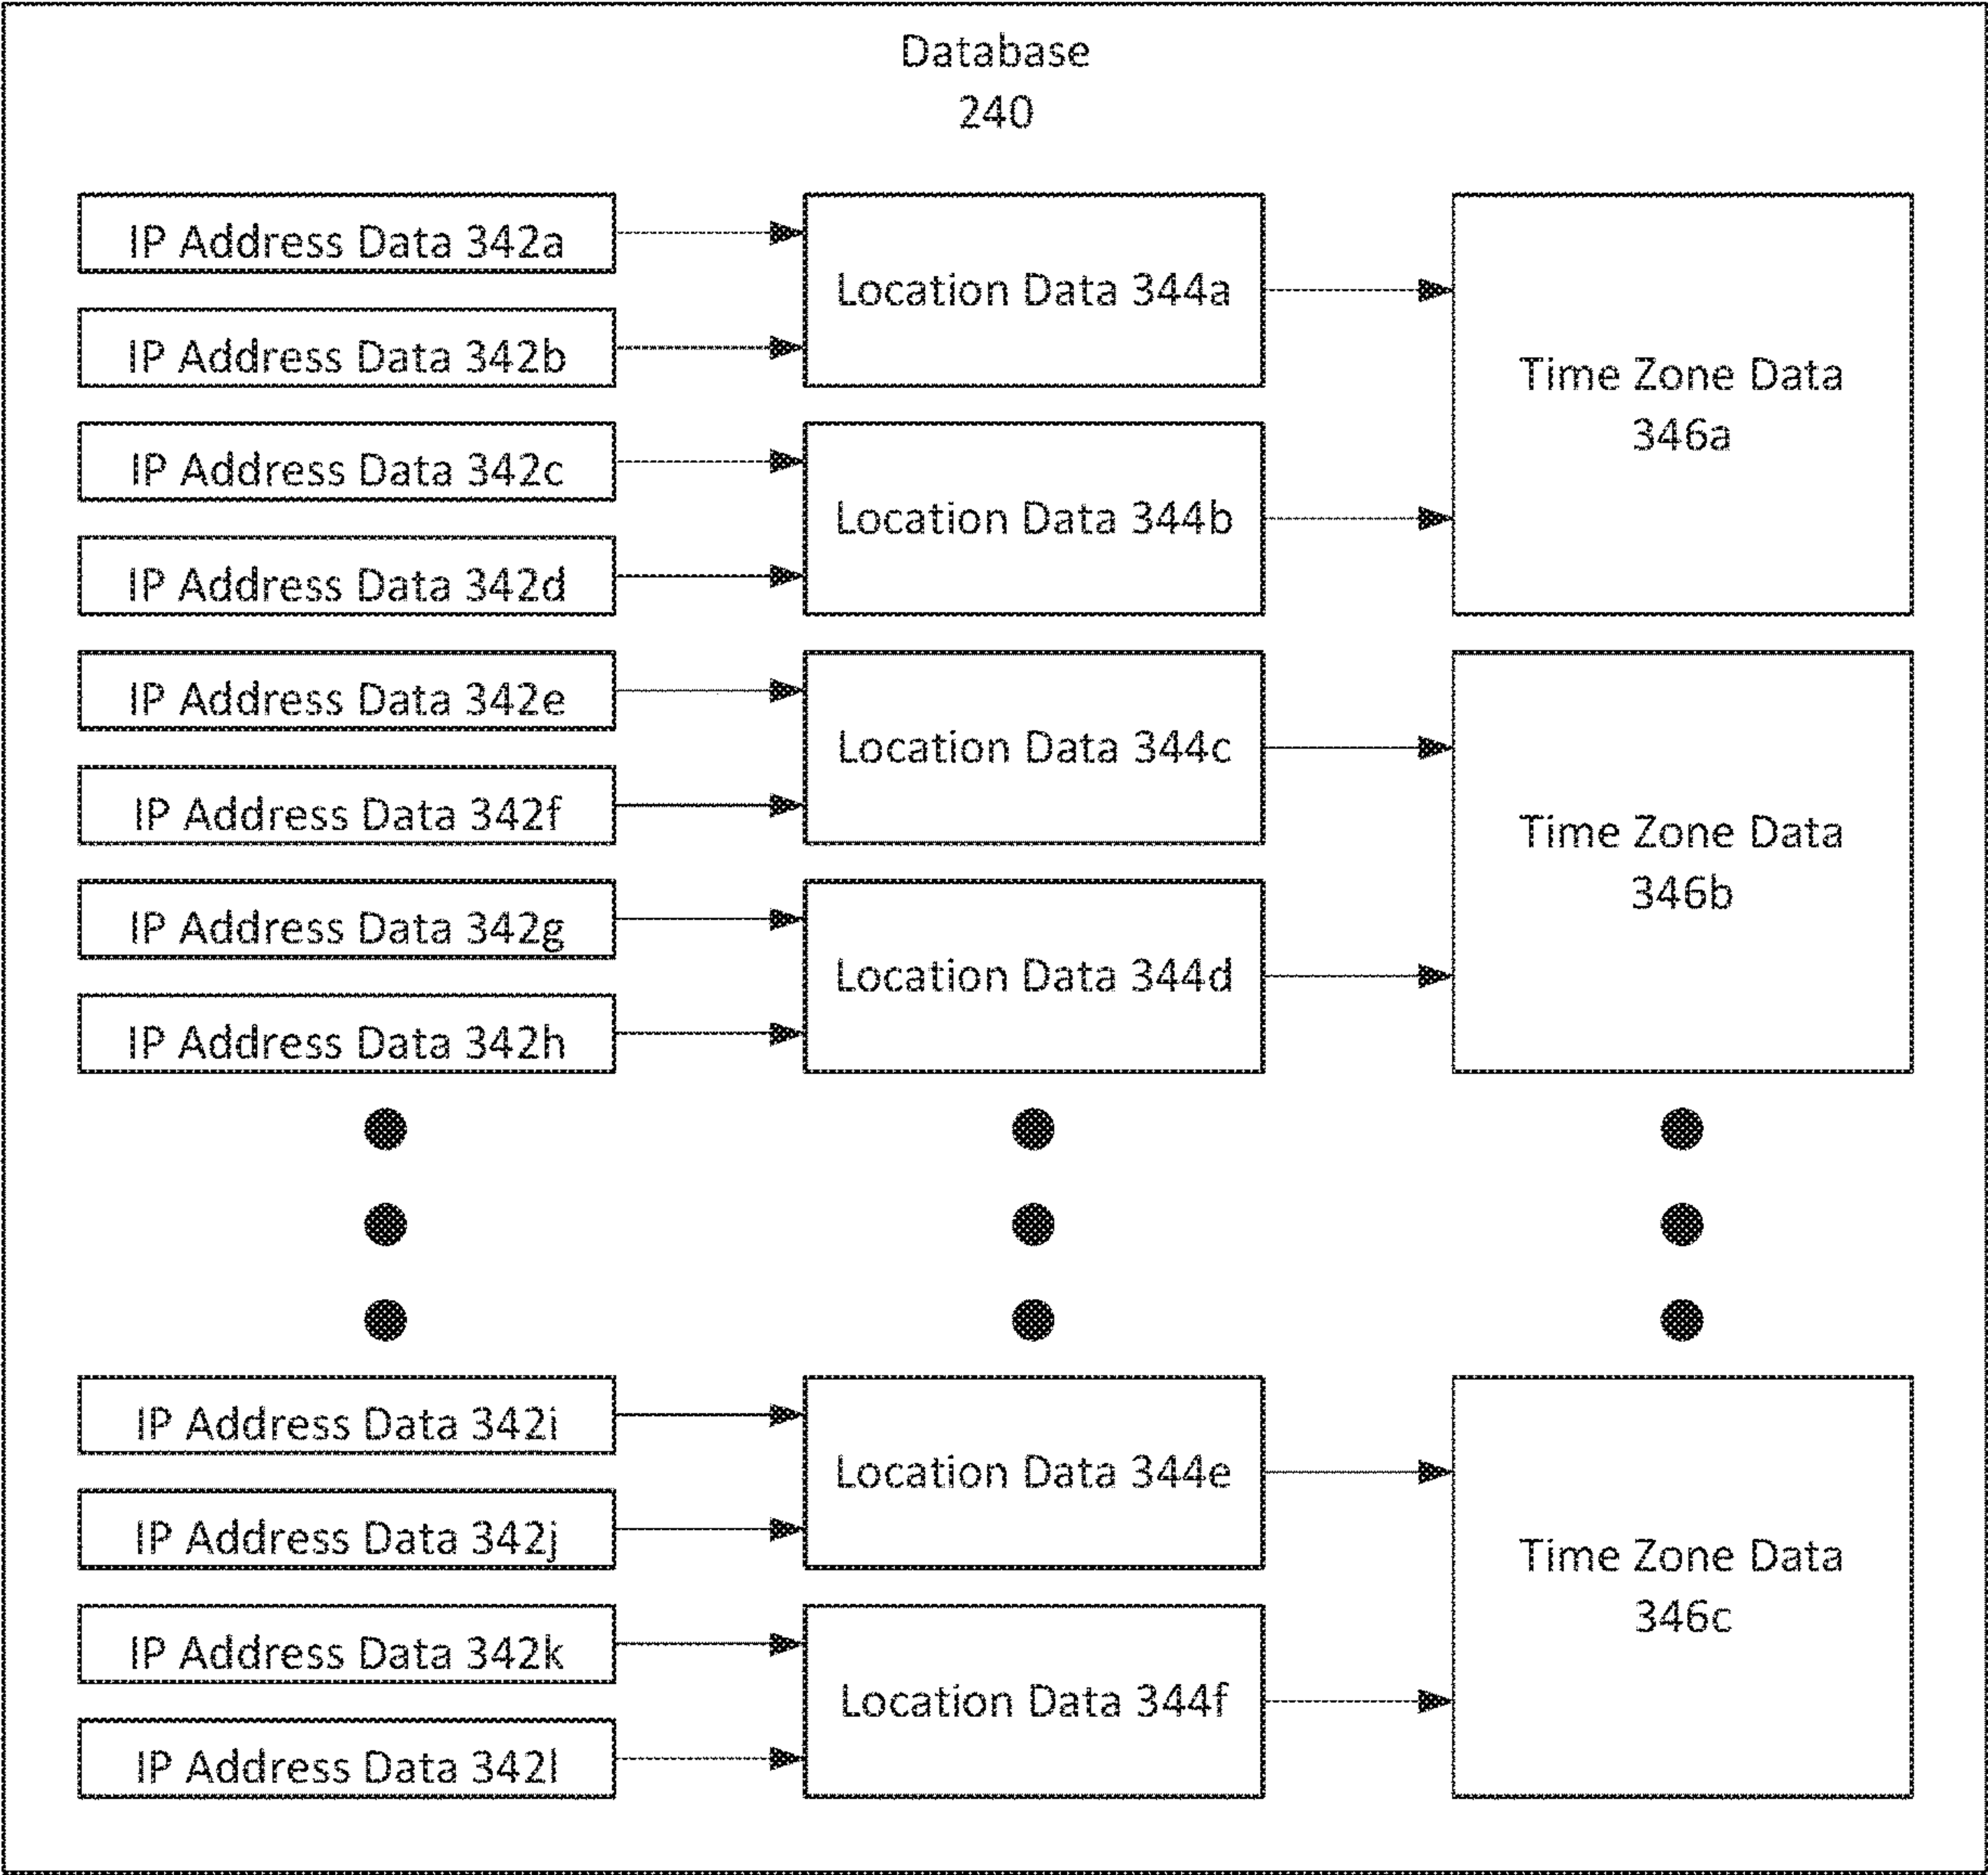 Database
240
IP Address Data 342a
IP Address Data 342b
IP Address Data 342c
IP Address Data 342d
IP Address Data 342e
IP Address Data 342f
IP Address Data 342g
IP Address Data 342h
IP Address Data 342i
IP Address Data 342j
IP Address Data 342k
IP Address Data 342l
Location Data 344a
Location Data 344b
Location Data 344c
Location Data 344d
Location Data 344e
Location Data 344f
Time Zone Data
346a
Time Zone Data
346b
Time Zone Data
346c